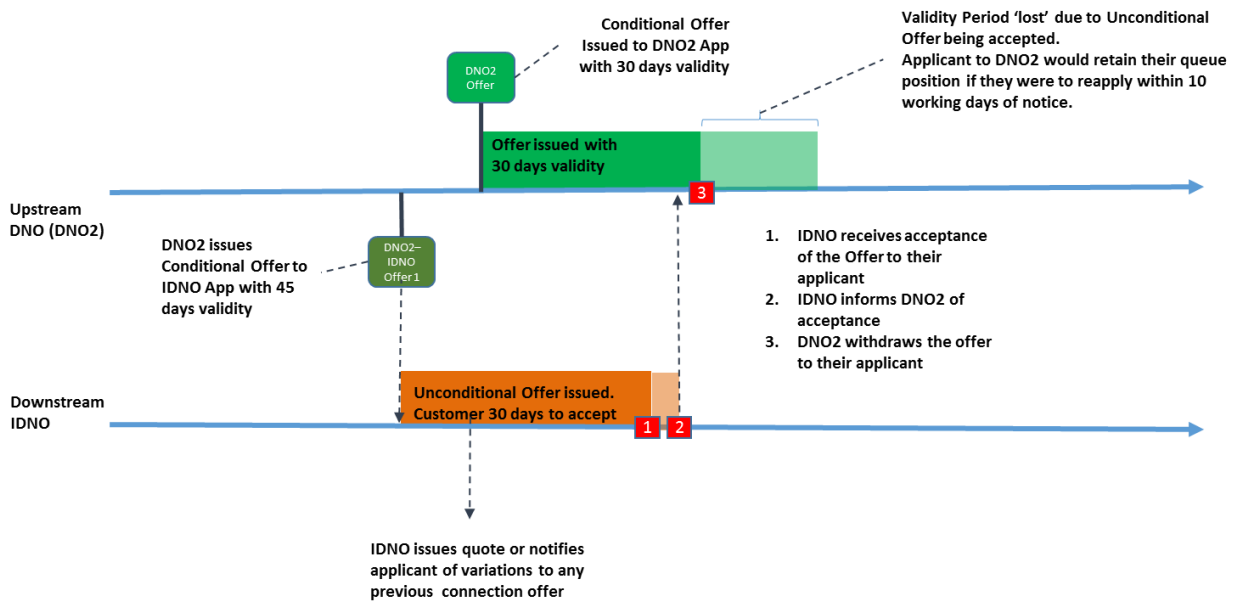 Conditional Offer
Issued to DNO2 App
with 30 days validity
Validity Period ‘lost’ due to Unconditional
Offer being accepted.
Applicant to DNO2 would retain their queue
position if they were to reapply within 10
working days of notice.
DNO2
Offer
Offer issued with
30 days validity
3
Upstream
DNO (DNO2)
DNO2 issues
Conditional Offer to
IDNO App with 45
days validity
DNO2–
IDNO
Offer 1
1. IDNO receives acceptance
of the Offer to their
applicant
2. IDNO informs DNO2 of
acceptance
3. DNO2 withdraws the offer
to their applicant
Downstream
IDNO
Unconditional Offer issued.
Customer 30 days to accept
1
2
IDNO issues quote or notifies
applicant of variations to any
previous connection offer